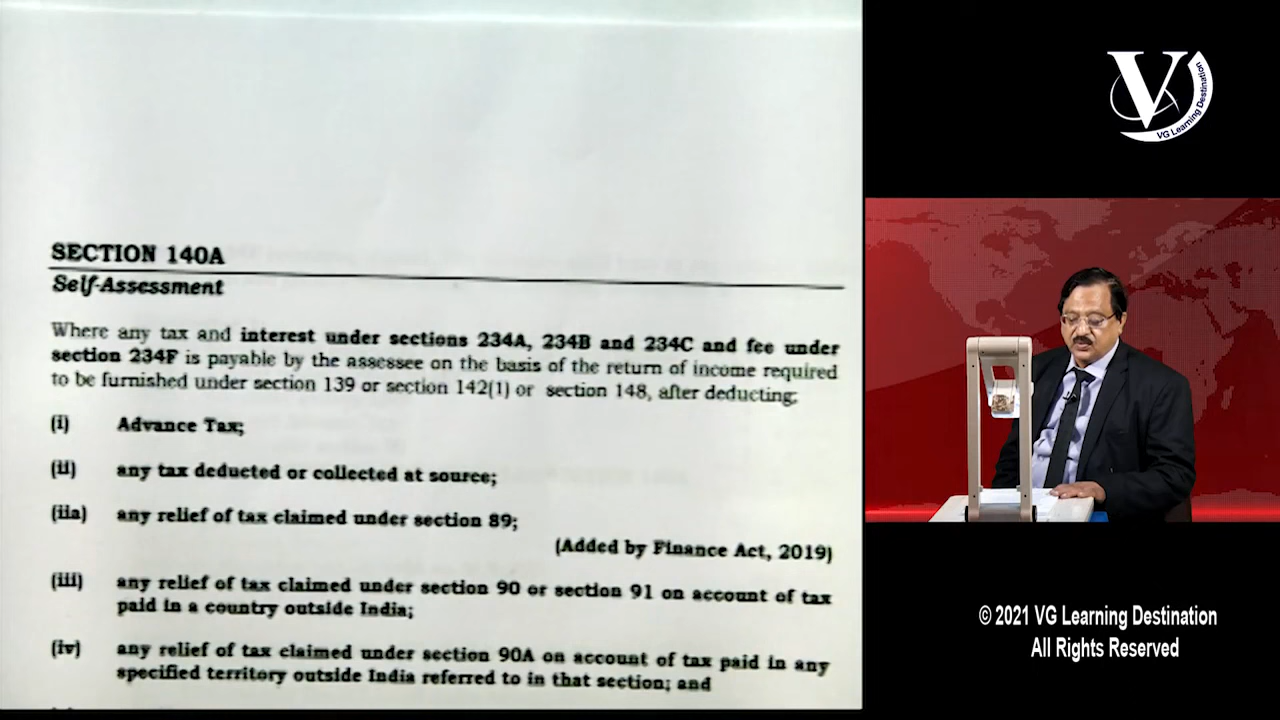 SECTION 140A
Self-Assessment
Where any tax and interest under sections 234A, 234B and 234C and fee under
section 234F is payable by the assessee on the basis of the return of income required
to be furnished under section 139 or section 142(1) or section 148, after deducting;
(i) Advance Tax;
(ii) any tax deducted or collected at source;
(iia) any relief of tax claimed under section 89;
(Added by Finance Act, 2019)
(iii) any relief of tax claimed under section 90 or section 91 on account of tax
paid in a country outside India;
(iv) any relief of tax claimed under section 90A on account of tax paid in any
specified territory outside India referred to in that section; and
V
VG Learning Destination
© 2021 VG Learning Destination
All Rights Reserved